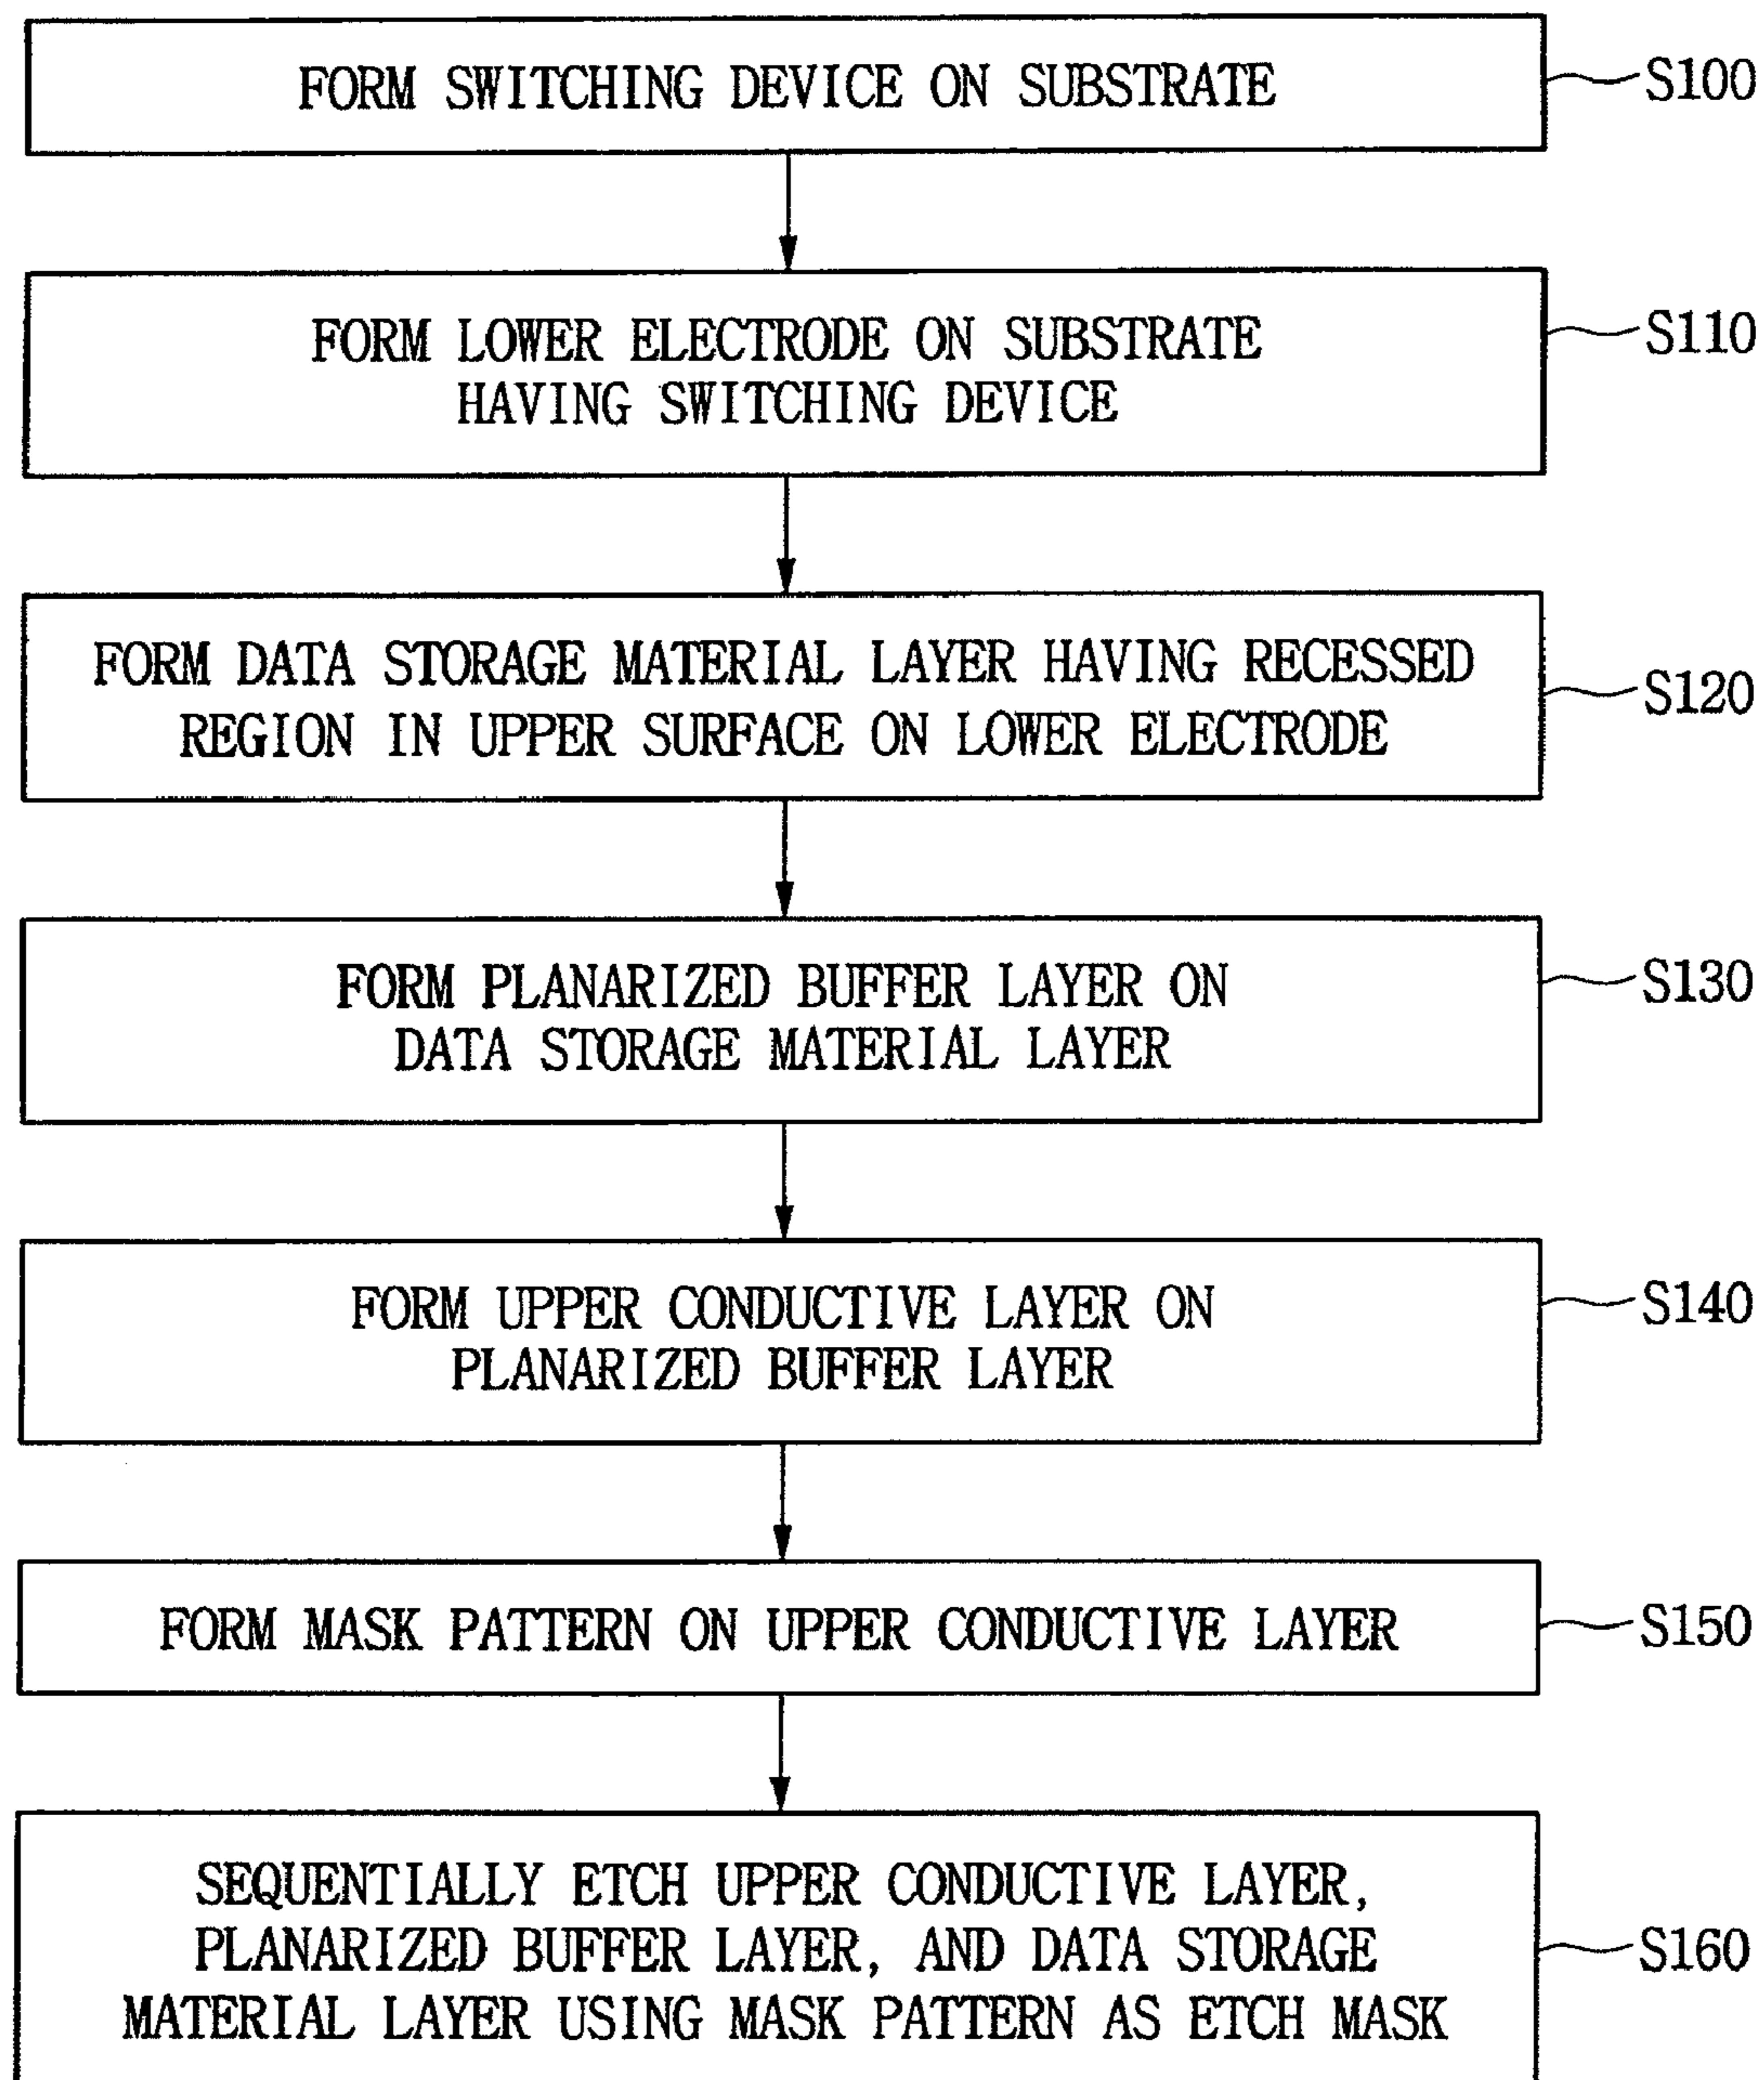 FORM SWITCHING DEVICE ON SUBSTRATE
S100
FORM LOWER ELECTRODE ON SUBSTRATE
HAVING SWITCHING DEVICE
S110
FORM DATA STORAGE MATERIAL LAYER HAVING RECESSED
REGION IN UPPER SURFACE ON LOWER ELECTRODE
S120
FORM PLANARIZED BUFFER LAYER ON
DATA STORAGE MATERIAL LAYER
S130
FORM UPPER CONDUCTIVE LAYER ON
PLANARIZED BUFFER LAYER
S140
FORM MASK PATTERN ON UPPER CONDUCTIVE LAYER
S150
SEQUENTIALLY ETCH UPPER CONDUCTIVE LAYER,
PLANARIZED BUFFER LAYER, AND DATA STORAGE
MATERIAL LAYER USING MASK PATTERN AS ETCH MASK
S160